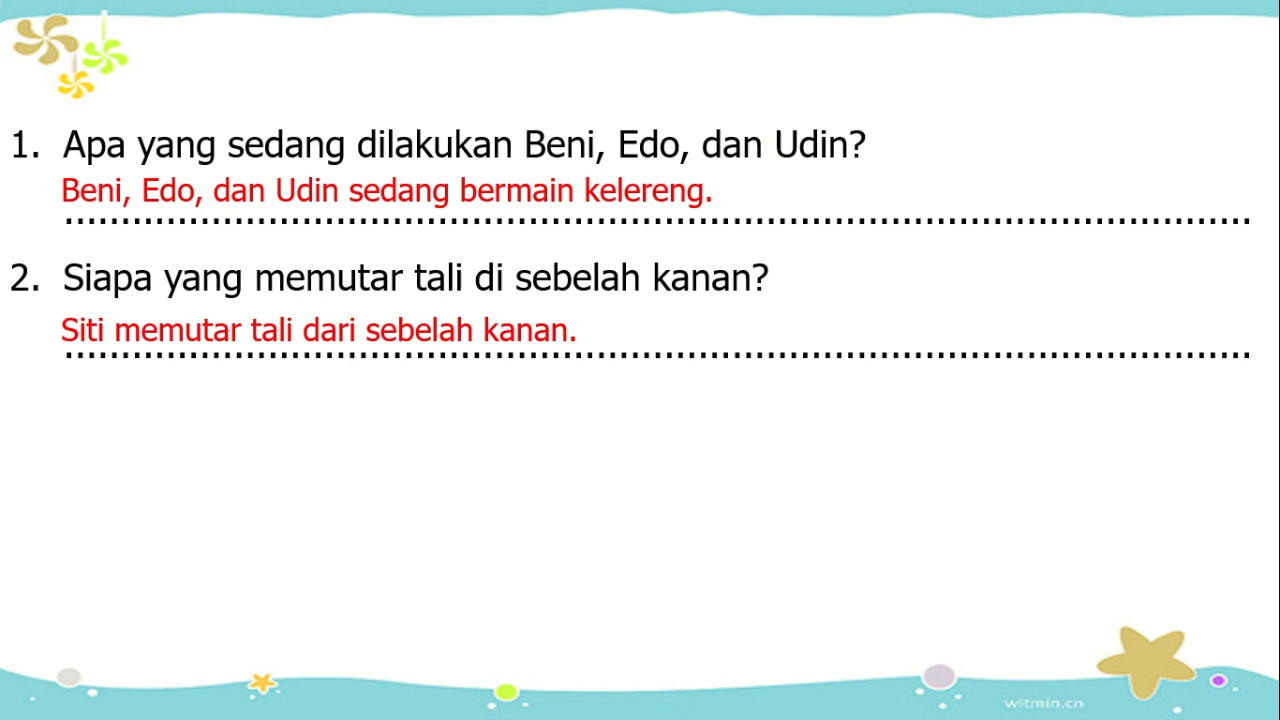 1. Apa yang sedang dilakukan Beni, Edo, dan Udin?
Beni, Edo, dan Udin sedang bermain kelereng.
2. Siapa yang memutar tali di sebelah kanan?
Siti memutar tali dari sebelah kanan.
witmin.cn